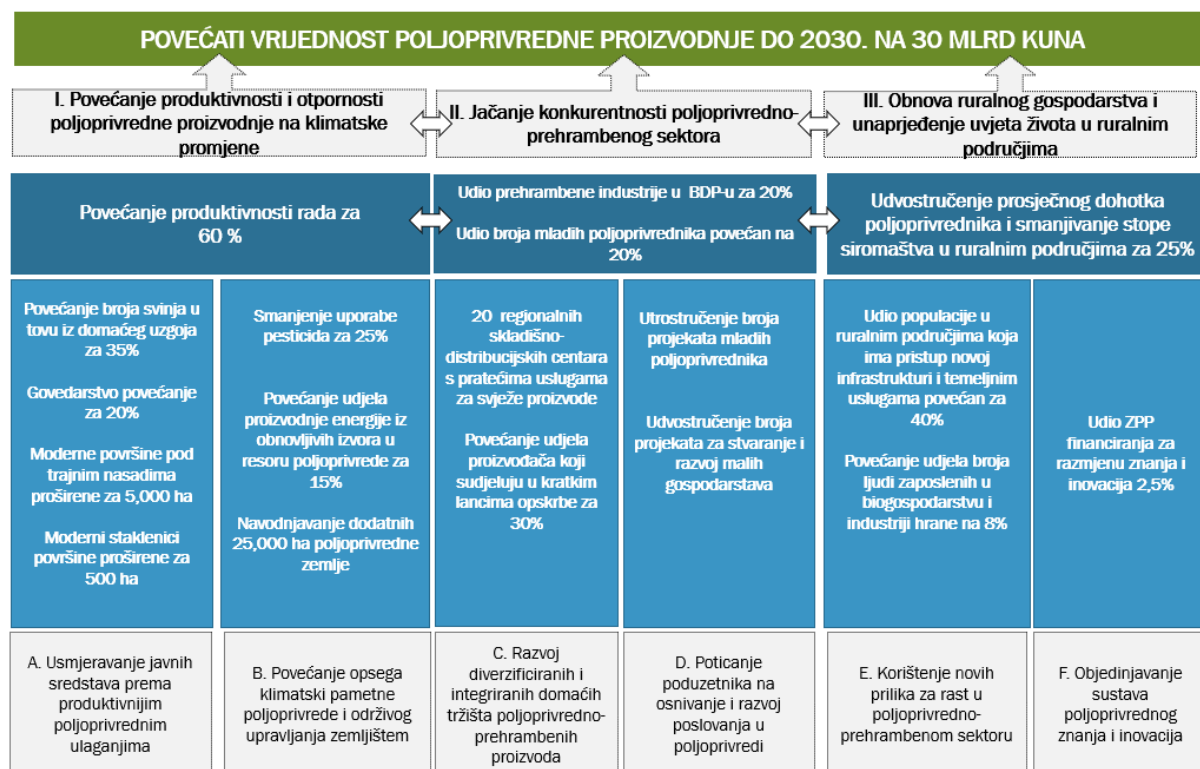 POVEĆATI VRIJEDNOST POLJOPRIVREDNE PROIZVODNJE DO 2030. NA 30 MLRD KUNA
I. Povećanje produktivnosti i otpornosti
poljoprivredne proizvodnje na klimatske
promjene
II. Jačanje konkurentnosti poljoprivredno-
prehrambenog sektora
III. Obnova ruralnog gospodarstva i
unaprjeđenje uvjeta života u ruralnim
područjima
Povećanje produktivnosti rada za
60 %
Udio prehrambene industrije u BDP-u za 20%
Udio broja mladih poljoprivrednika povećan na
20%
Udvostručenje prosječnog dohotka
poljoprivrednika i smanjivanje stope
siromaštva u ruralnim područjima za 25%
Povećanje broja svinja u
tovu iz domaćeg uzgoja
za 35%
Govedarstvo povećanje
za 20%
Moderne površine pod
trajnim nasadima
proširene za 5,000 ha
Moderni staklenici
površine proširene za
500 ha
Smanjenje uporabe
pesticida za 25%
Povećanje udjela
proizvodnje energije iz
obnovljivih izvora u
resoru poljoprivrede za
15%
Navodnjavanje dodatnih
25,000 ha poljoprivredne
zemlje
20 regionalnih
skladišno-
distribucijskih centara
s pratećima uslugama
za svježe proizvode
Povećanje udjela
proizvođača koji
sudjeluju u kratkim
lancima opskrbe za
30%
Utrostručenje broja
projekata mladih
poljoprivrednika
Udvostručenje broja
projekata za stvaranje i
razvoj malih
gospodarstava
Udio populacije u
ruralnim područjima koja
ima pristup novoj
infrastrukturi i temeljnim
uslugama povećan za
40%
Povećanje udjela broja
ljudi zaposlenih u
biogospodarstvu i
industriji hrane na 8%
Udio ZPP
financiranja za
razmjenu znanja i
inovacija 2,5%
A. Usmjeravanje javnih
sredstava prema
produktivnijim
poljoprivrednim
ulaganjima
B. Povećanje opsega
klimatski pametne
poljoprivrede i održivog
upravljanja zemljištem
C. Razvoj
diverzificiranih i
integriranih domaćih
tržišta poljoprivredno-
prehrambenih
proizvoda
D. Poticanje
poduzetnika na
osnivanje i razvoj
poslovanja u
poljoprivredi
E. Korištenje novih
prilika za rast u
poljoprivredno-
prehrambenom sektoru
F. Objedinjavanje
sustava
poljoprivrednog
znanja i inovacija